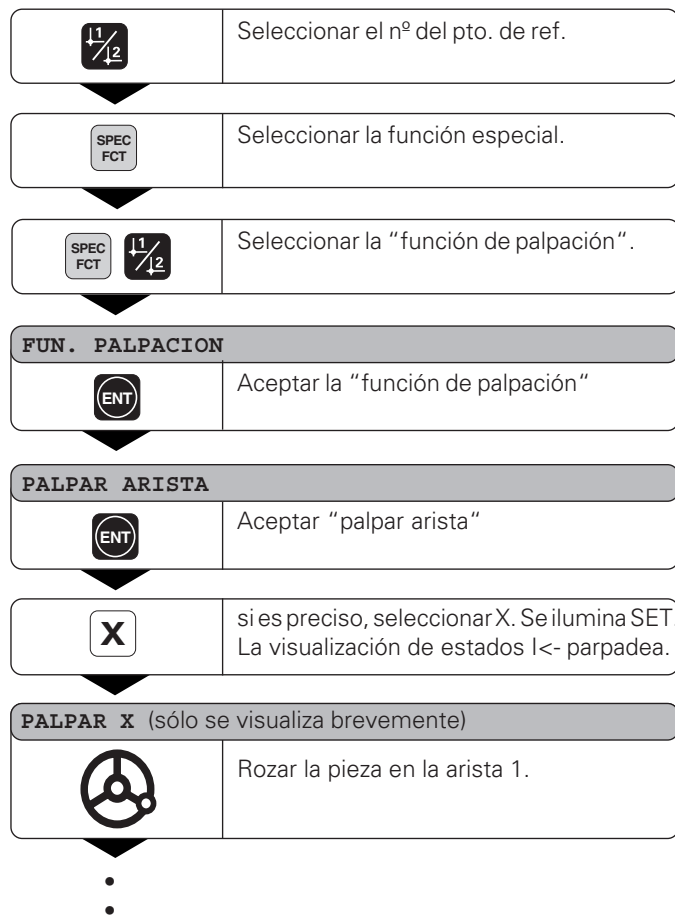 1 2
Seleccionar el nº del pto. de ref.
SPEC
FCT
Seleccionar la función especial.
SPEC
FCT
1 2
Seleccionar la “función de palpación“.
FUN. PALPACION
ENT
Aceptar la “función de palpación“
PALPAR ARISTA
ENT
Aceptar “palpar arista“
X
si es preciso, seleccionar X. Se ilumina SET.
La visualización de estados I<- parpadea.
PALPAR X (sólo se visualiza brevemente)
Rozar la pieza en la arista 1.